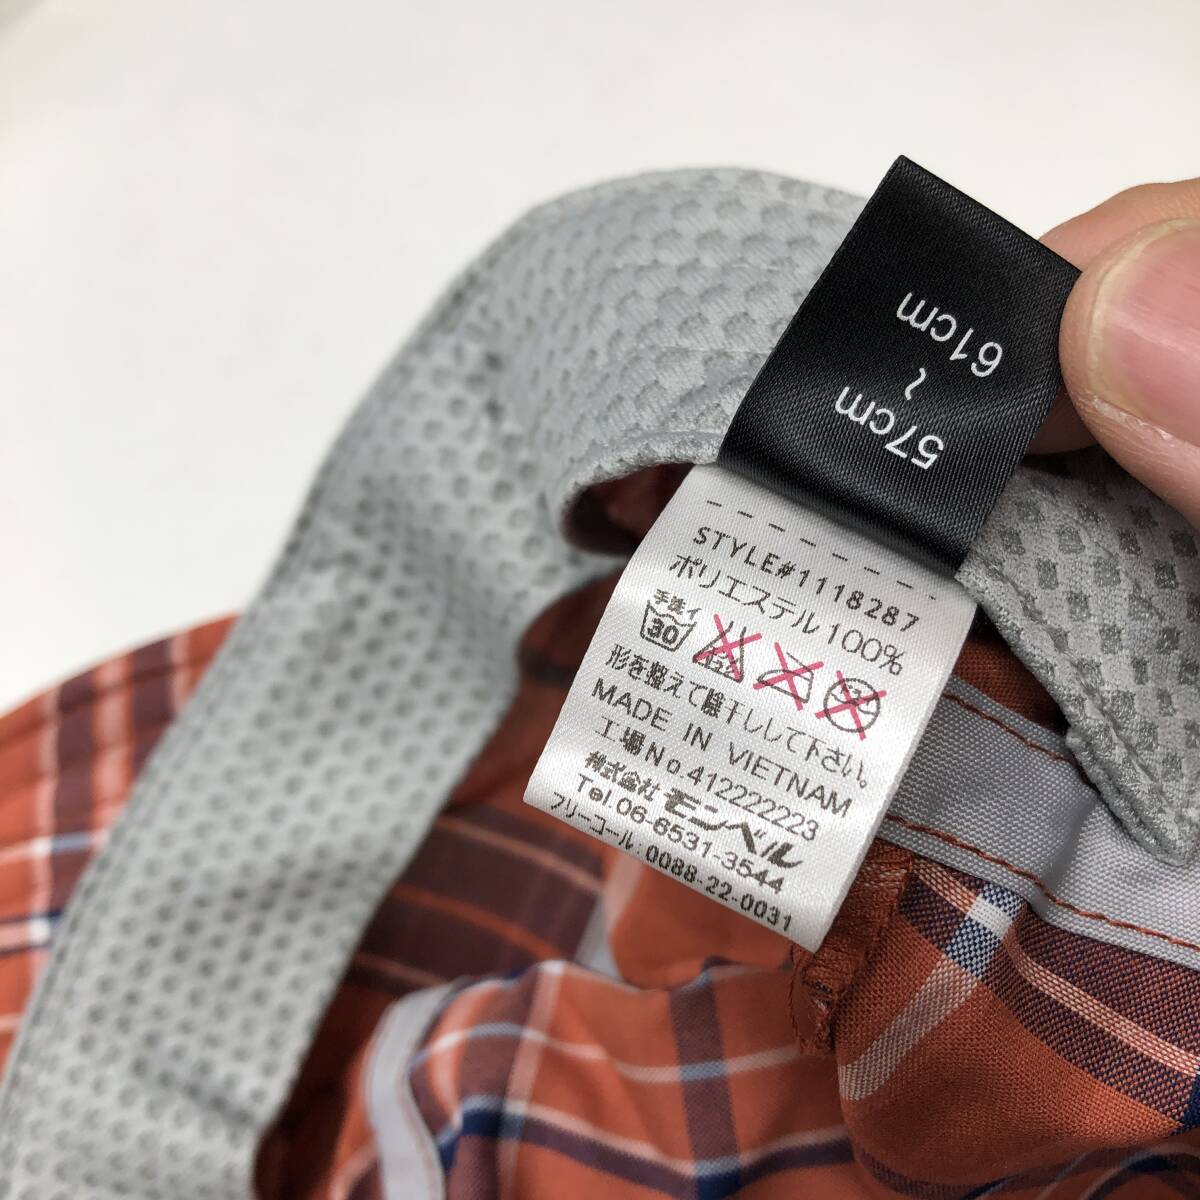 57cm
~
61cm
STYLE#1118287
ポリエステル100%
手洗イ
30
形を整えて陰干しして下さい。
MADE IN VIETNAM
工場No.412222223
株式会社モンベル
Tel.06-6531-3544
フリーコール:0088-22-0031